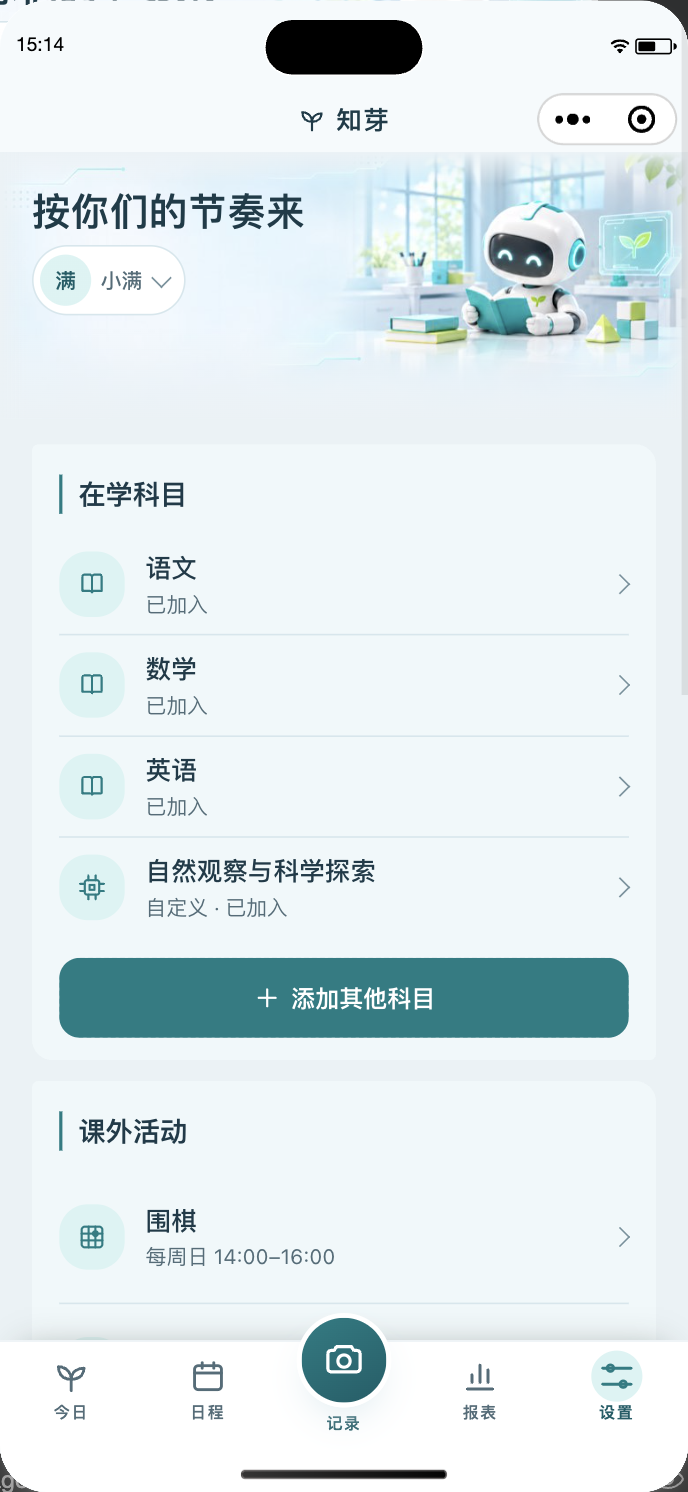 15:14
知芽
按你们的节奏来
满 小满
在学科目
语文
已加入
数学
已加入
英语
已加入
自然观察与科学探索
自定义 · 已加入
+ 添加其他科目
课外活动
围棋
每周日 14:00–16:00
今日 日程 记录 报表 设置